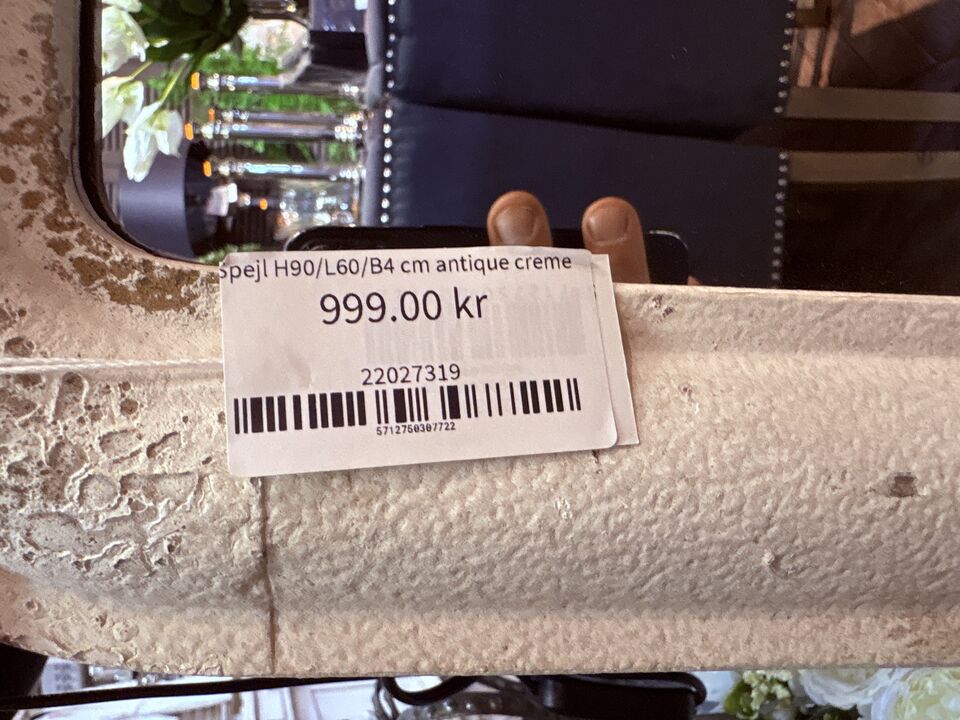 Spejl H90/L60/B4 cm antique creme
999.00 kr
22027319
5712750307722